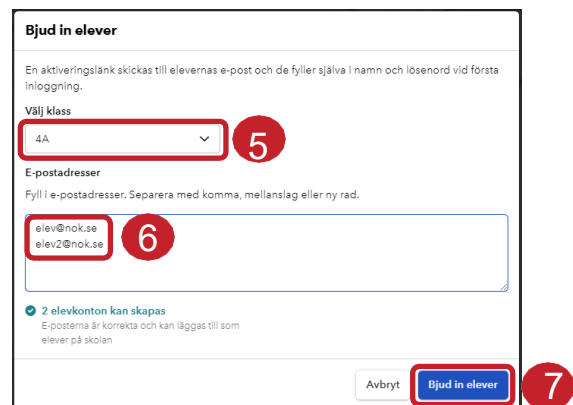 Bjud in elever
En aktiveringslänk skickas till elevernas e-post och de fyller själva i namn och lösenord vid första
inloggning.
Välj klass
4A
5
E-postadresser
Fyll i e-postadresser. Separera med komma, mellanslag eller ny rad.
elev@nok.se
elev2@nok.se
6
2 elevkonton kan skapas
E-posterna är korrekta och kan läggas till som
elever på skolan
Avbryt Bjud in elever 7